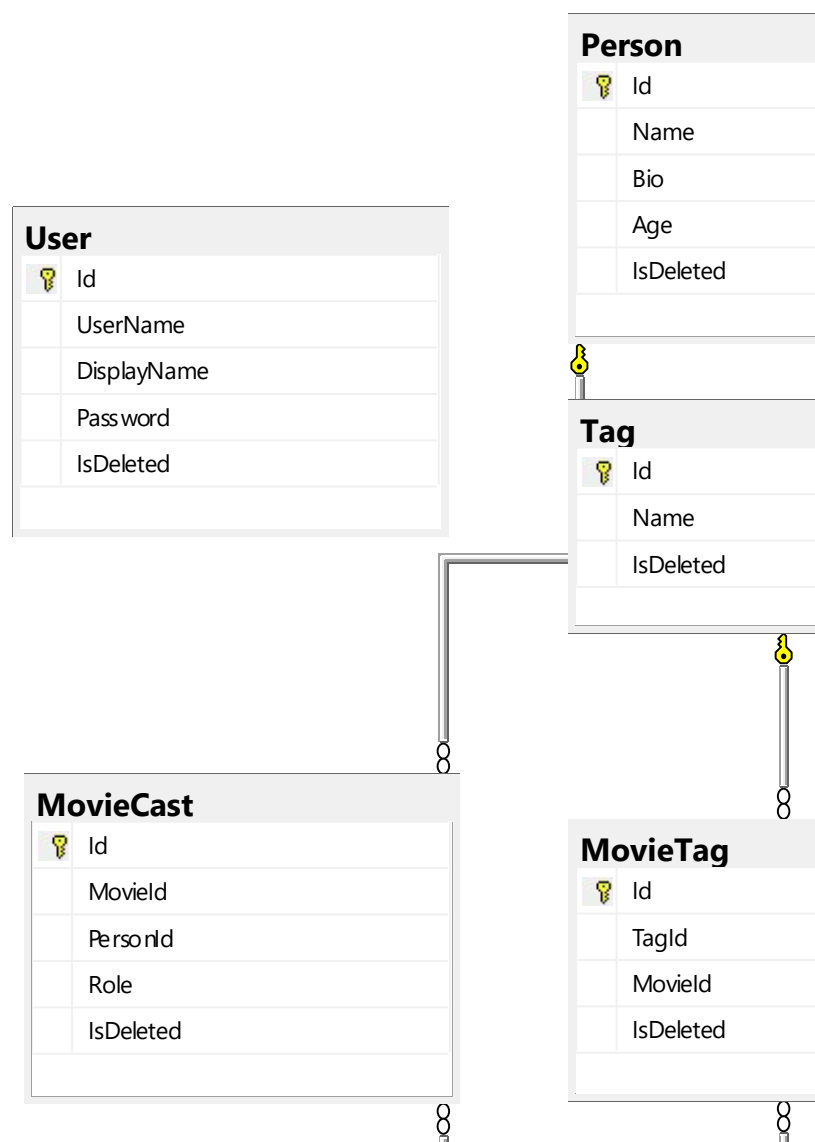 Person
Id
Name
Bio
Age
IsDeleted
User
Id
UserName
DisplayName
Password
IsDeleted
Tag
Id
Name
IsDeleted
MovieCast
Id
MovieId
PersonId
Role
IsDeleted
MovieTag
Id
TagId
MovieId
IsDeleted